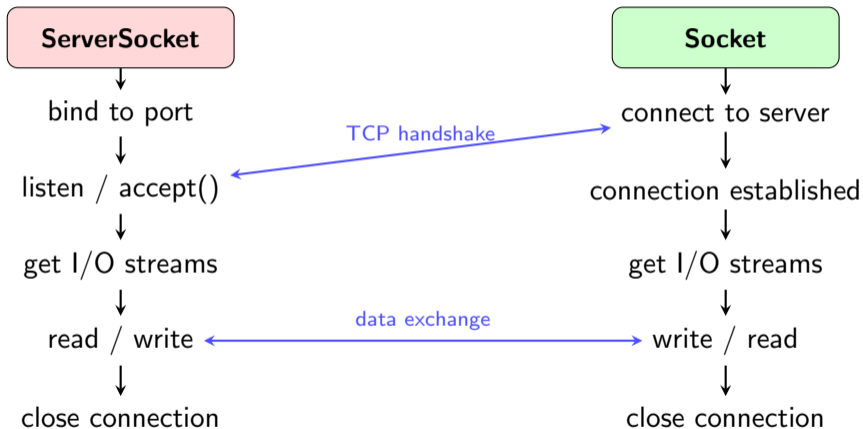 ServerSocket
Socket
bind to port
connect to server
TCP handshake
listen / accept()
connection established
get I/O streams
get I/O streams
data exchange
read / write
write / read
close connection
close connection